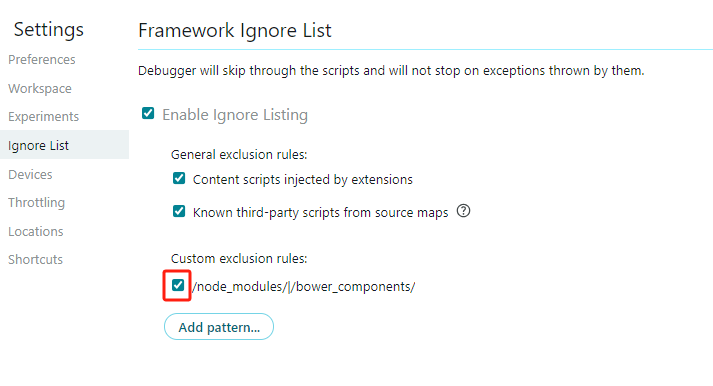 Settings
Preferences
Workspace
Experiments
Ignore List
Devices
Throttling
Locations
Shortcuts
Framework Ignore List
Debugger will skip through the scripts and will not stop on exceptions thrown by them.
Enable Ignore Listing
General exclusion rules:
Content scripts injected by extensions
Known third-party scripts from source maps ?
Custom exclusion rules:
/node_modules/|/bower_components/
Add pattern...